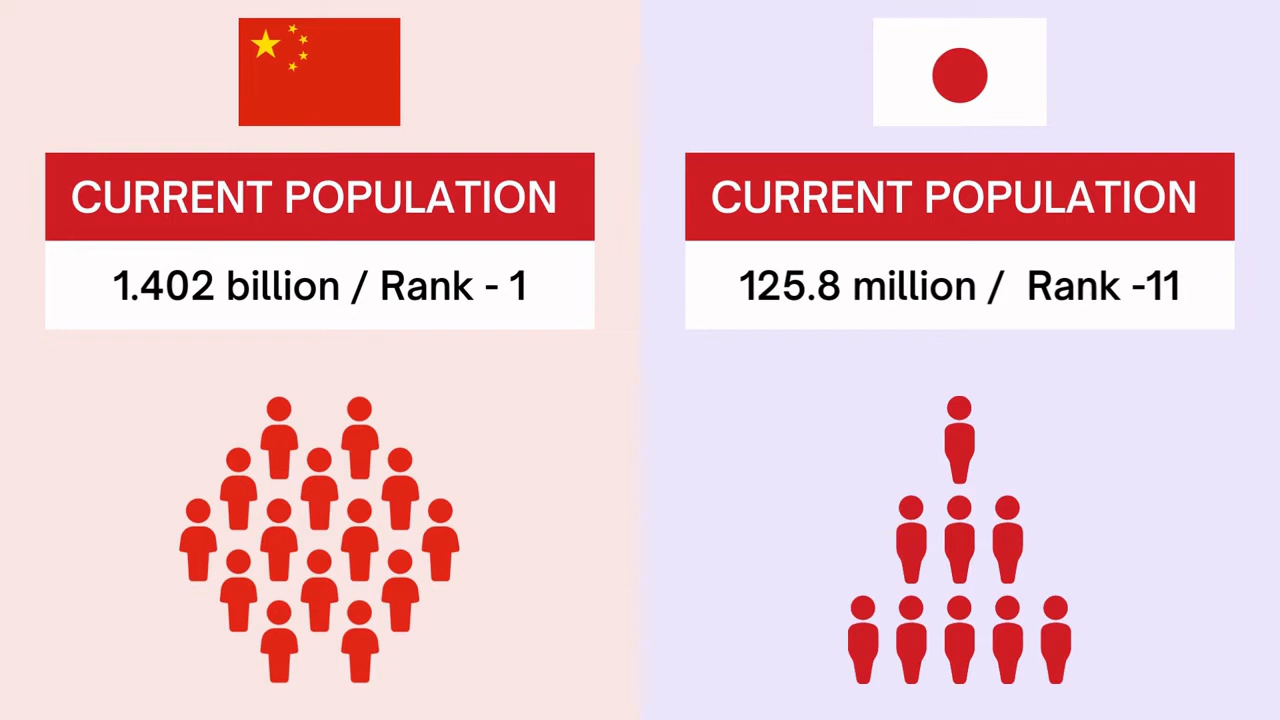 CURRENT POPULATION
1.402 billion / Rank - 1
CURRENT POPULATION
125.8 million /  Rank -11